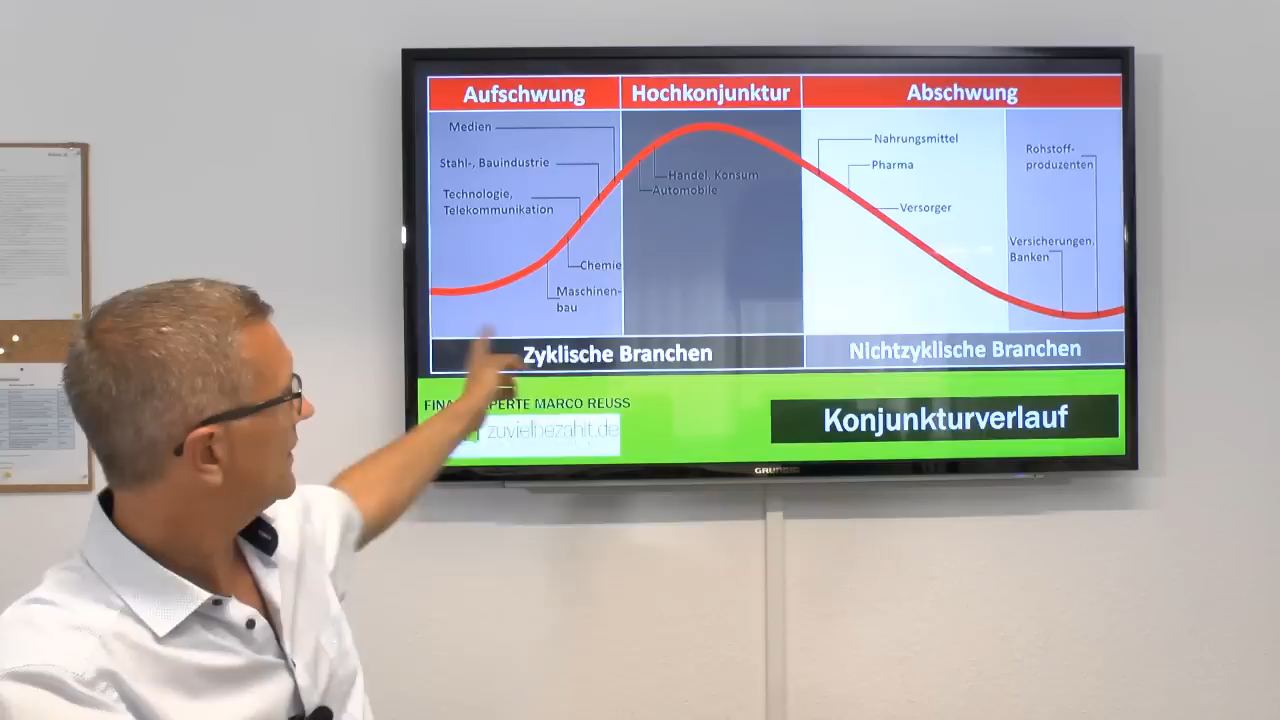 Aufschwung
Hochkonjunktur
Abschwung
Medien
Stahl-, Bauindustrie
Technologie,
Telekommunikation
Chemie
Maschinen-
bau
Handel, Konsum
Automobile
Nahrungsmittel
Pharma
Versorger
Rohstoff-
produzenten
Versicherungen,
Banken
Zyklische Branchen
Nichtzyklische Branchen
MARCO REUSS
zuvielbezahlt.de
Konjunkturverlauf
GRUNDIG